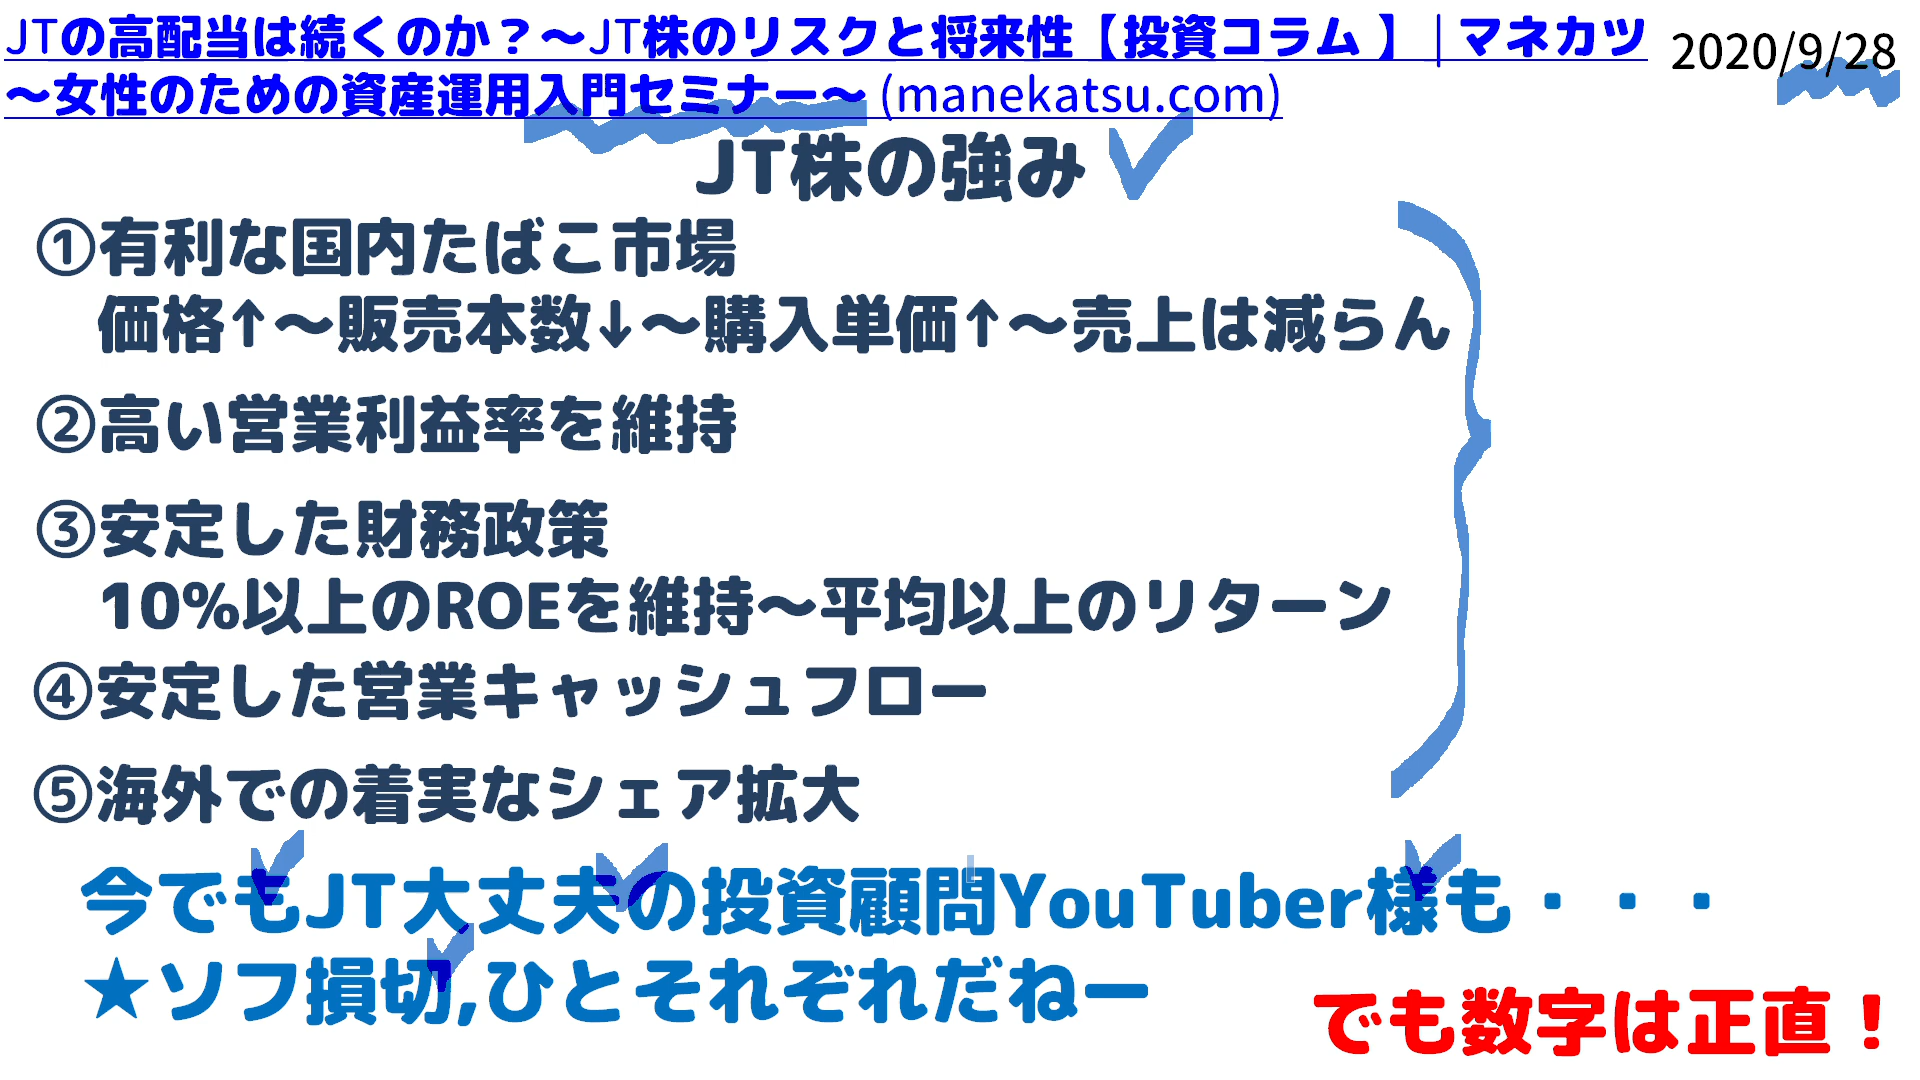 JTの高配当は続くのか？～JT株のリスクと将来性【投資コラム 】 | マネカツ
～女性のための資産運用入門セミナー～ (manekatsu.com)
2020/9/28
JT株の強み
①有利な国内たばこ市場
価格↑～販売本数↓～購入単価↑～売上は減らん
②高い営業利益率を維持
③安定した財務政策
10%以上のROEを維持～平均以上のリターン
④安定した営業キャッシュフロー
⑤海外での着実なシェア拡大
今でもJT大丈夫の投資顧問YouTuber様も・・・
★ソフ損切,ひとそれぞれだねー
でも数字は正直！